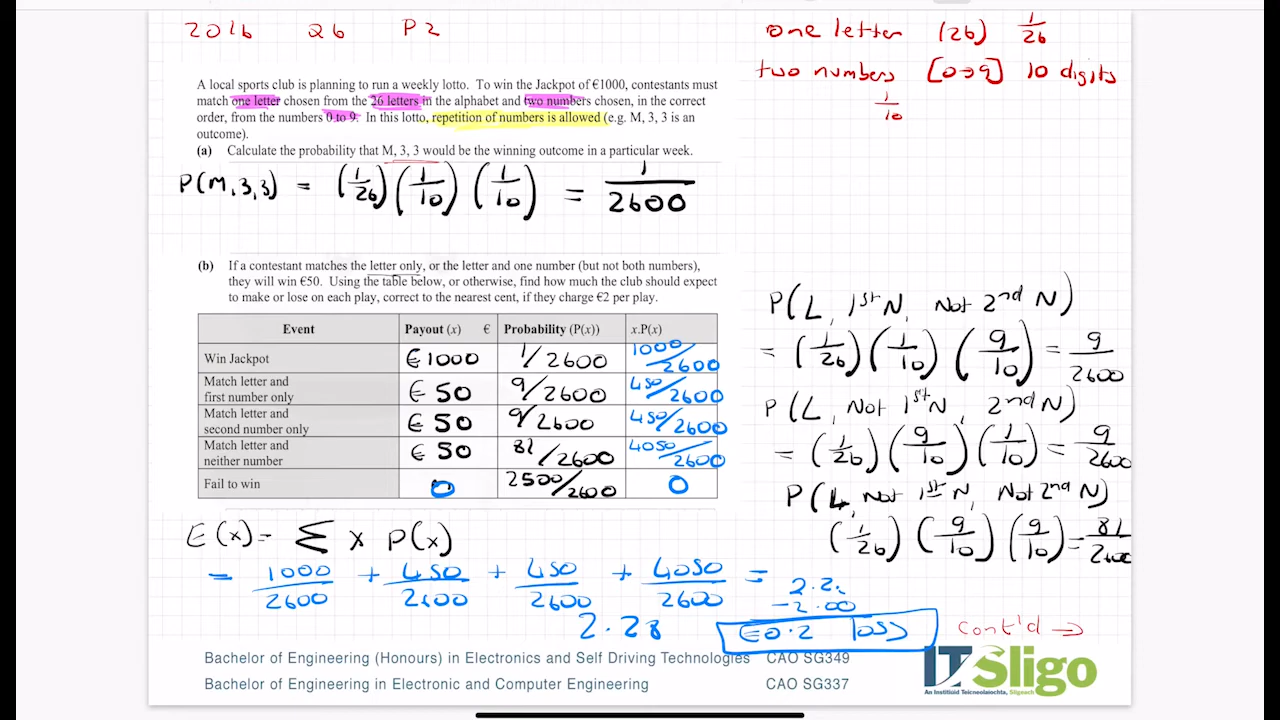 2016 Q6 P2
one letter (26) 1/26
two numbers [0→9] 10 digits
1/10
A local sports club is planning to run a weekly lotto. To win the Jackpot of €1000, contestants must
match one letter chosen from the 26 letters in the alphabet and two numbers chosen, in the correct
order, from the numbers 0 to 9. In this lotto, repetition of numbers is allowed (e.g. M, 3, 3 is an
outcome).
(a) Calculate the probability that M, 3, 3 would be the winning outcome in a particular week.
P(M,3,3) = (1/26)(1/10)(1/10) = 1/2600
(b) If a contestant matches the letter only, or the letter and one number (but not both numbers),
they will win €50. Using the table below, or otherwise, find how much the club should expect
to make or lose on each play, correct to the nearest cent, if they charge €2 per play.
Event Payout (x) € Probability (P(x)) x.P(x)
Win Jackpot €1000 1/2600 1000/2600
Match letter and
first number only €50 9/2600 450/2600
Match letter and
second number only €50 9/2600 450/2600
Match letter and
neither number €50 81/2600 4050/2600
Fail to win 0 2500/2600 0
P(L, 1st N, Not 2nd N)
= (1/26)(1/10)(9/10) = 9/2600
P(L, Not 1st N, 2nd N)
= (1/26)(9/10)(1/10) = 9/2600
P(L, Not 1st N, Not 2nd N)
(1/26)(9/10)(9/10) = 81/2600
E(x) = Σ x P(x)
= 1000/2600 + 450/2600 + 450/2600 + 4050/2600 =
2.28
-2.00
€0.2 loss
cont'd →
Bachelor of Engineering (Honours) in Electronics and Self Driving Technologies CAO SG349
Bachelor of Engineering in Electronic and Computer Engineering CAO SG337
IT Sligo
An Institiúid Teicneolaíochta, Sligeach